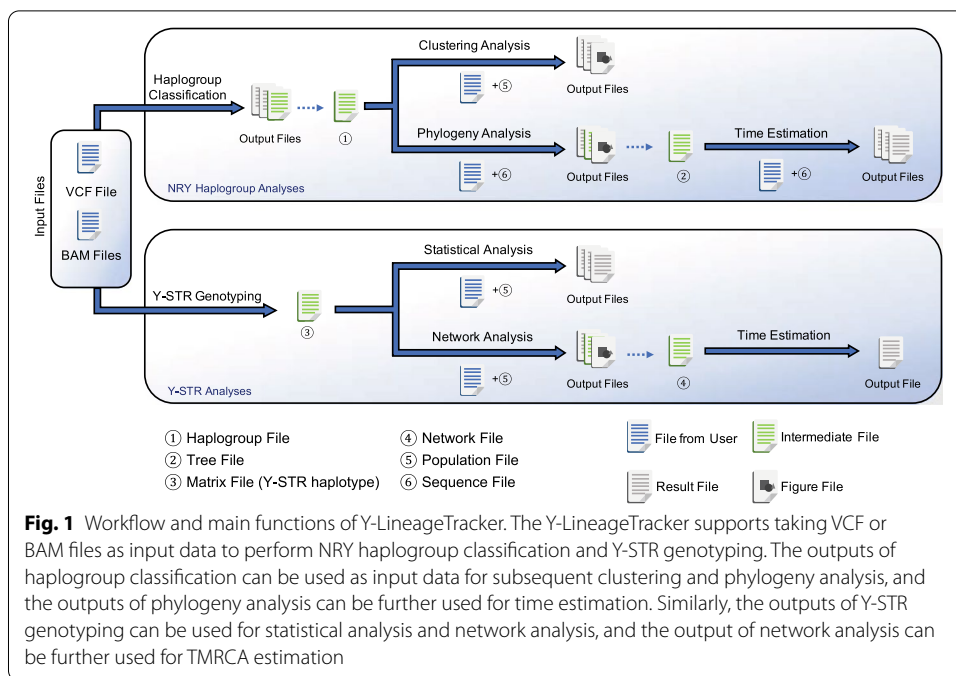 Input Files
VCF File
BAM Files
Haplogroup
Classification
Output Files
①
Clustering Analysis
+⑤
Output Files
Phylogeny Analysis
+⑥
Output Files
②
Time Estimation
+⑥
Output Files
NRY Haplogroup Analyses
Y-STR Genotyping
③
Statistical Analysis
+⑤
Output Files
Network Analysis
+⑤
Output Files
④
Time Estimation
Output File
Y-STR Analyses
① Haplogroup File
② Tree File
③ Matrix File (Y-STR haplotype)
④ Network File
⑤ Population File
⑥ Sequence File
File from User
Intermediate File
Result File
Figure File
Fig. 1 Workflow and main functions of Y-LineageTracker. The Y-LineageTracker supports taking VCF or
BAM files as input data to perform NRY haplogroup classification and Y-STR genotyping. The outputs of
haplogroup classification can be used as input data for subsequent clustering and phylogeny analysis, and
the outputs of phylogeny analysis can be further used for time estimation. Similarly, the outputs of Y-STR
genotyping can be used for statistical analysis and network analysis, and the output of network analysis can
be further used for TMRCA estimation